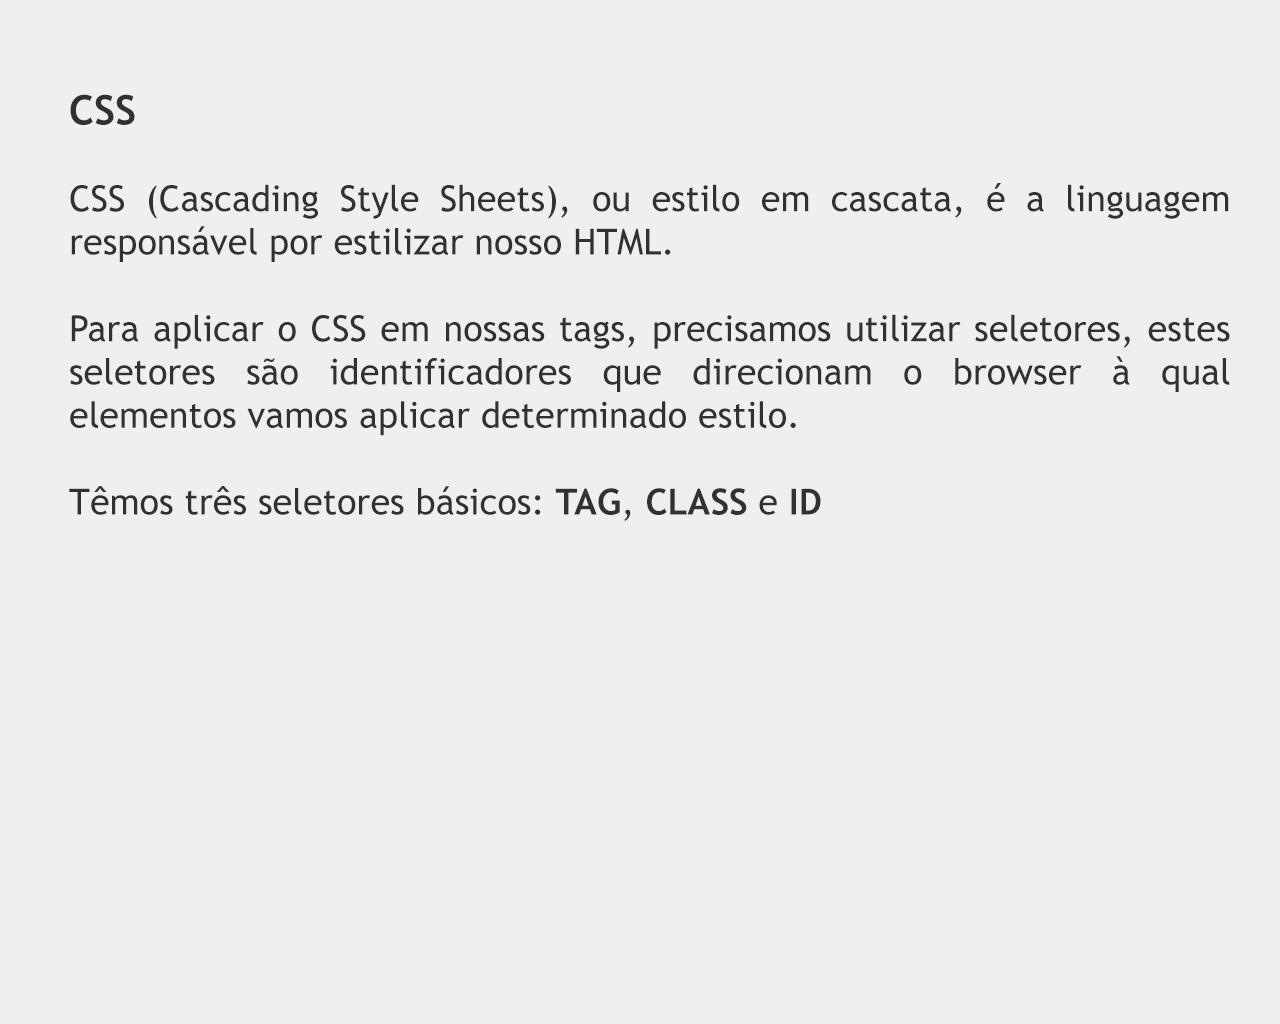 CSS
CSS (Cascading Style Sheets), ou estilo em cascata, é a linguagem
responsável por estilizar nosso HTML.
Para aplicar o CSS em nossas tags, precisamos utilizar seletores, estes
seletores são identificadores que direcionam o browser à qual
elementos vamos aplicar determinado estilo.
Têmos três seletores básicos: TAG, CLASS e ID